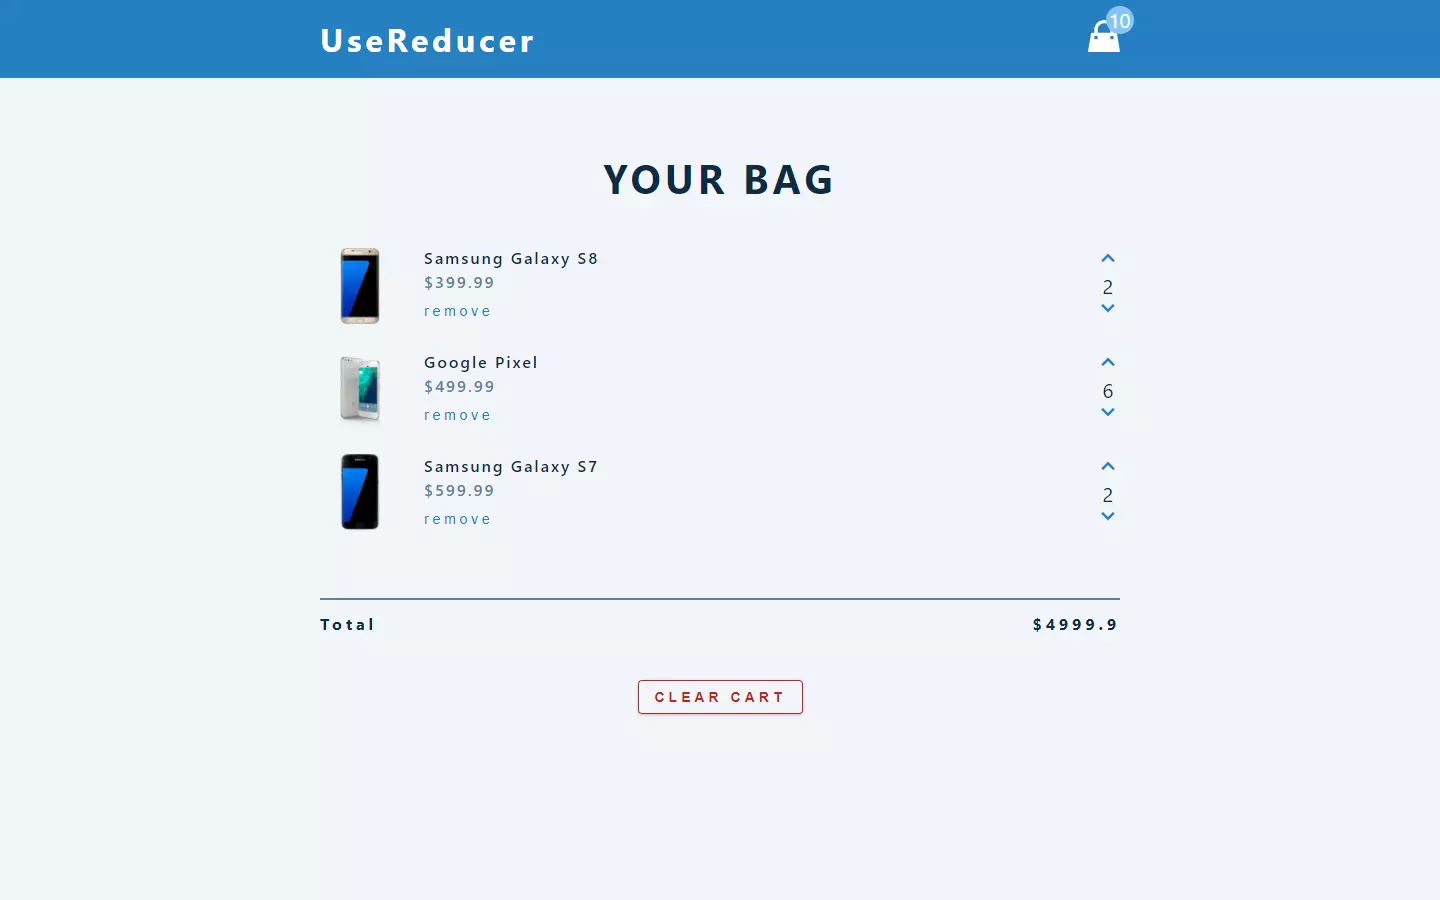 UseReducer
10
YOUR BAG
Samsung Galaxy S8
$399.99
remove
2
Google Pixel
$499.99
remove
6
Samsung Galaxy S7
$599.99
remove
2
Total $4999.9
CLEAR CART